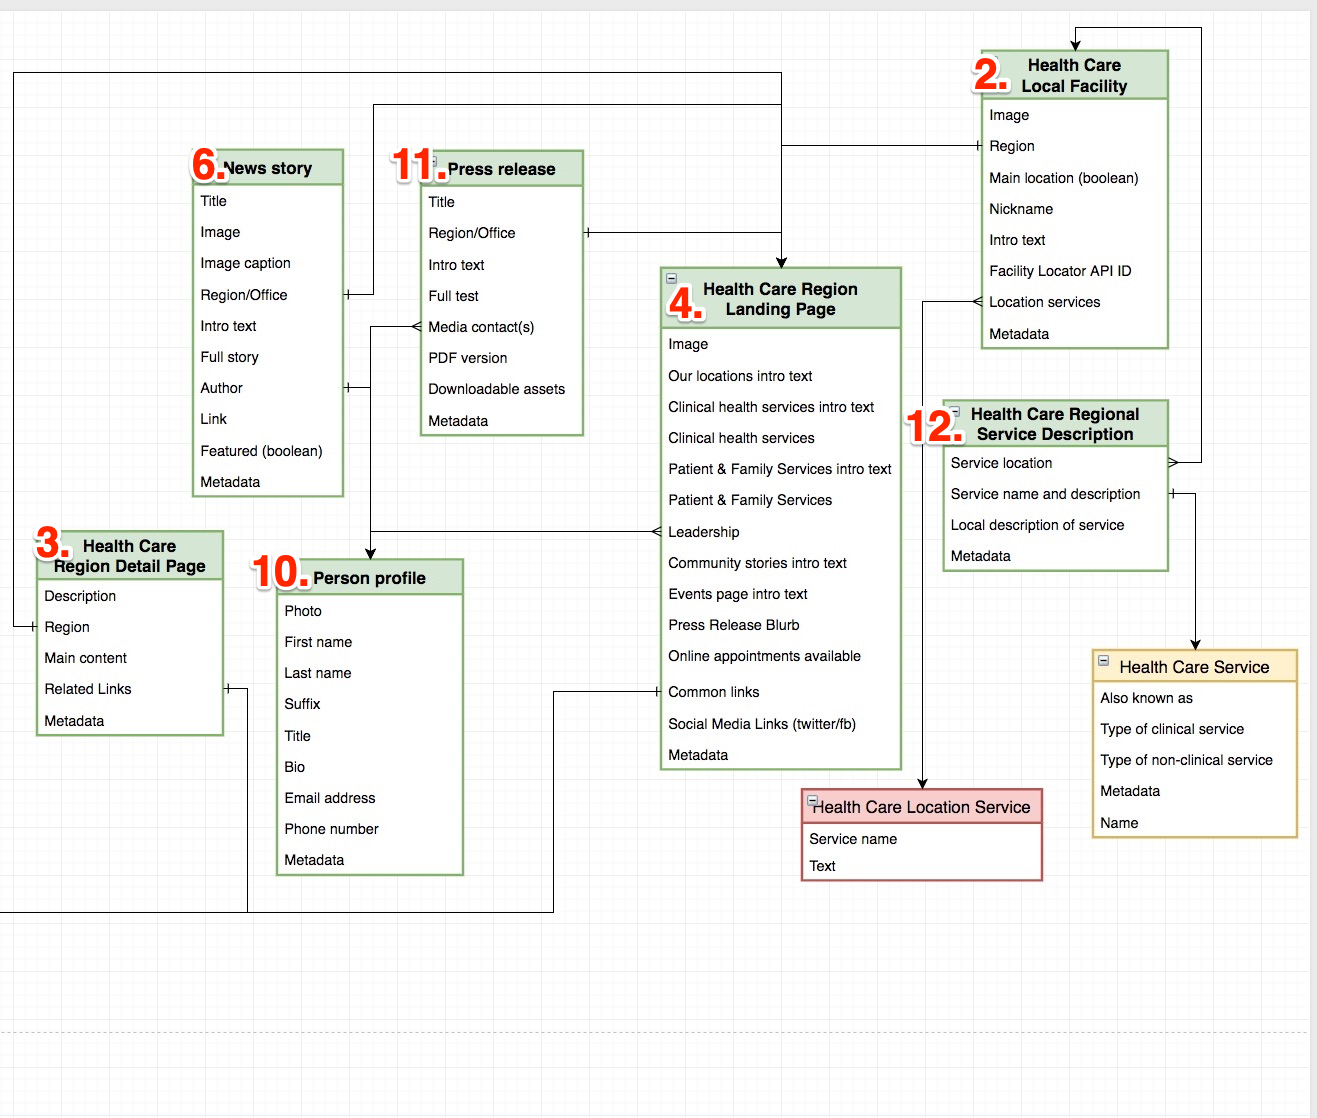 2.
Health Care
Local Facility
Image
Region
Main location (boolean)
Nickname
Intro text
Facility Locator API ID
Location services
Metadata
6.
News story
Title
Image
Image caption
Region/Office
Intro text
Full story
Author
Link
Featured (boolean)
Metadata
11.
Press release
Title
Region/Office
Intro text
Full test
Media contact(s)
PDF version
Downloadable assets
Metadata
4.
Health Care Region
Landing Page
Image
Our locations intro text
Clinical health services intro text
Clinical health services
Patient & Family Services intro text
Patient & Family Services
Leadership
Community stories intro text
Events page intro text
Press Release Blurb
Online appointments available
Common links
Social Media Links (twitter/fb)
Metadata
12.
Health Care Regional
Service Description
Service location
Service name and description
Local description of service
Metadata
3.
Health Care
Region Detail Page
Description
Region
Main content
Related Links
Metadata
10.
Person profile
Photo
First name
Last name
Suffix
Title
Bio
Email address
Phone number
Metadata
Health Care Service
Also known as
Type of clinical service
Type of non-clinical service
Metadata
Name
Health Care Location Service
Service name
Text